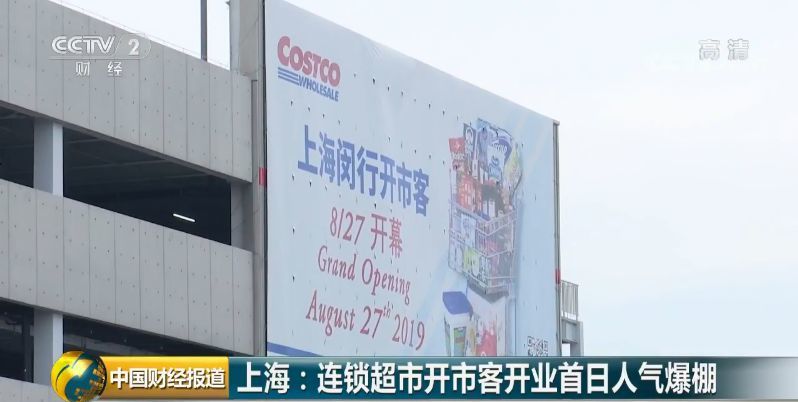 CCTV 2
财经
高清
COSTCO
WHOLESALE
上海闵行开市客
8/27 开幕
Grand Opening
August 27th 2019
中国财经报道
上海：连锁超市开市客开业首日人气爆棚